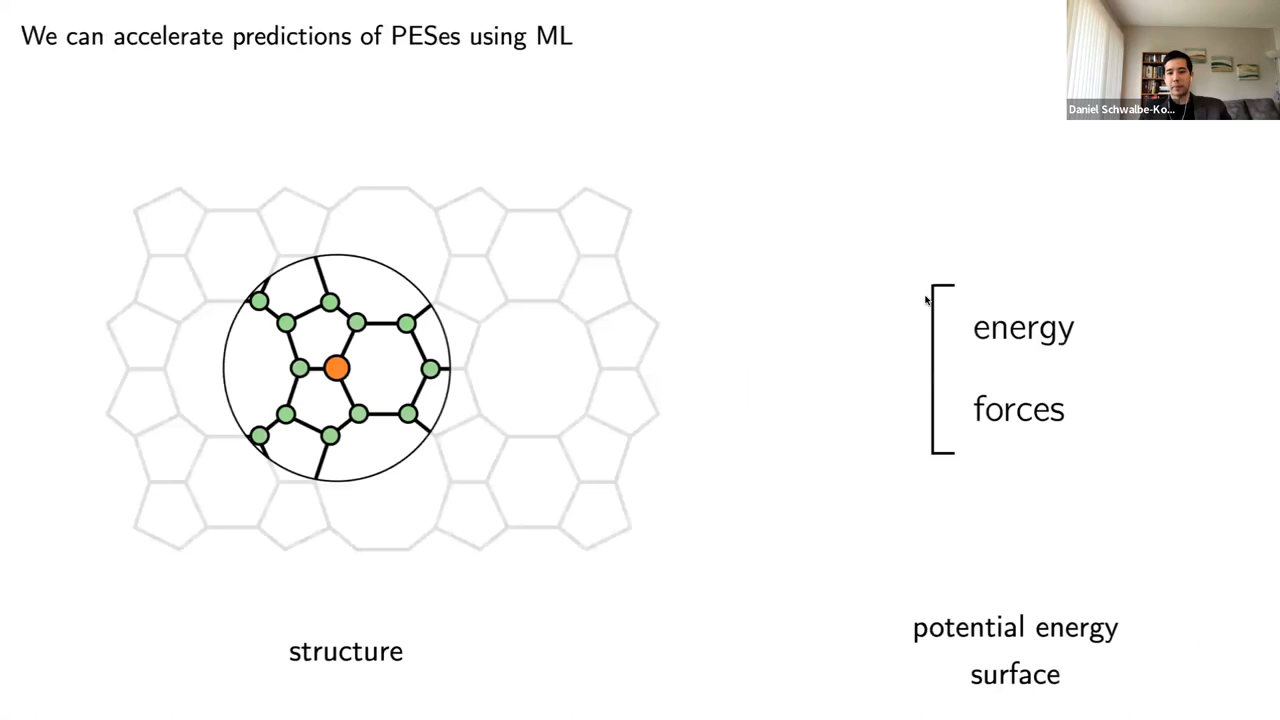 We can accelerate predictions of PESes using ML
Daniel Schwalbe-Ko...
energy
forces
structure
potential energy
surface